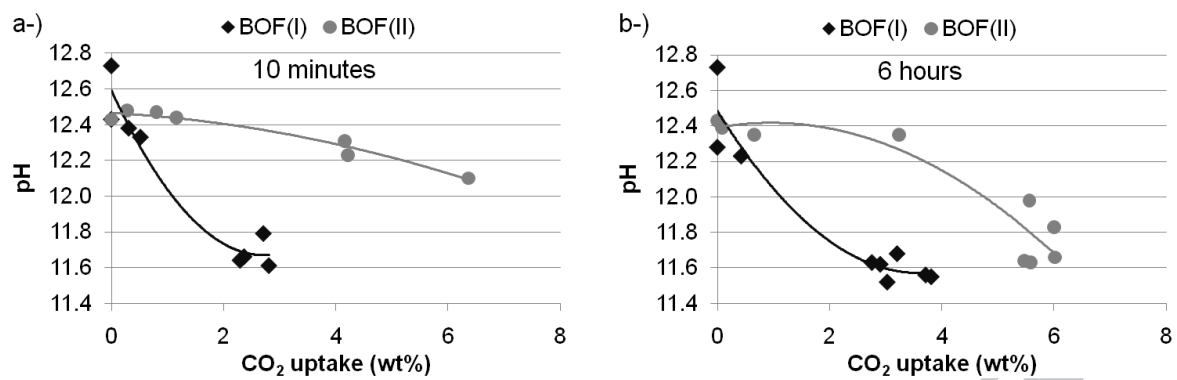 a-)
BOF(I) BOF(II)
10 minutes
pH
12.8
12.6
12.4
12.2
12.0
11.8
11.6
11.4
0 2 4 6 8
CO₂ uptake (wt%)
b-)
BOF(I) BOF(II)
6 hours
pH
12.8
12.6
12.4
12.2
12.0
11.8
11.6
11.4
0 2 4 6 8
CO₂ uptake (wt%)